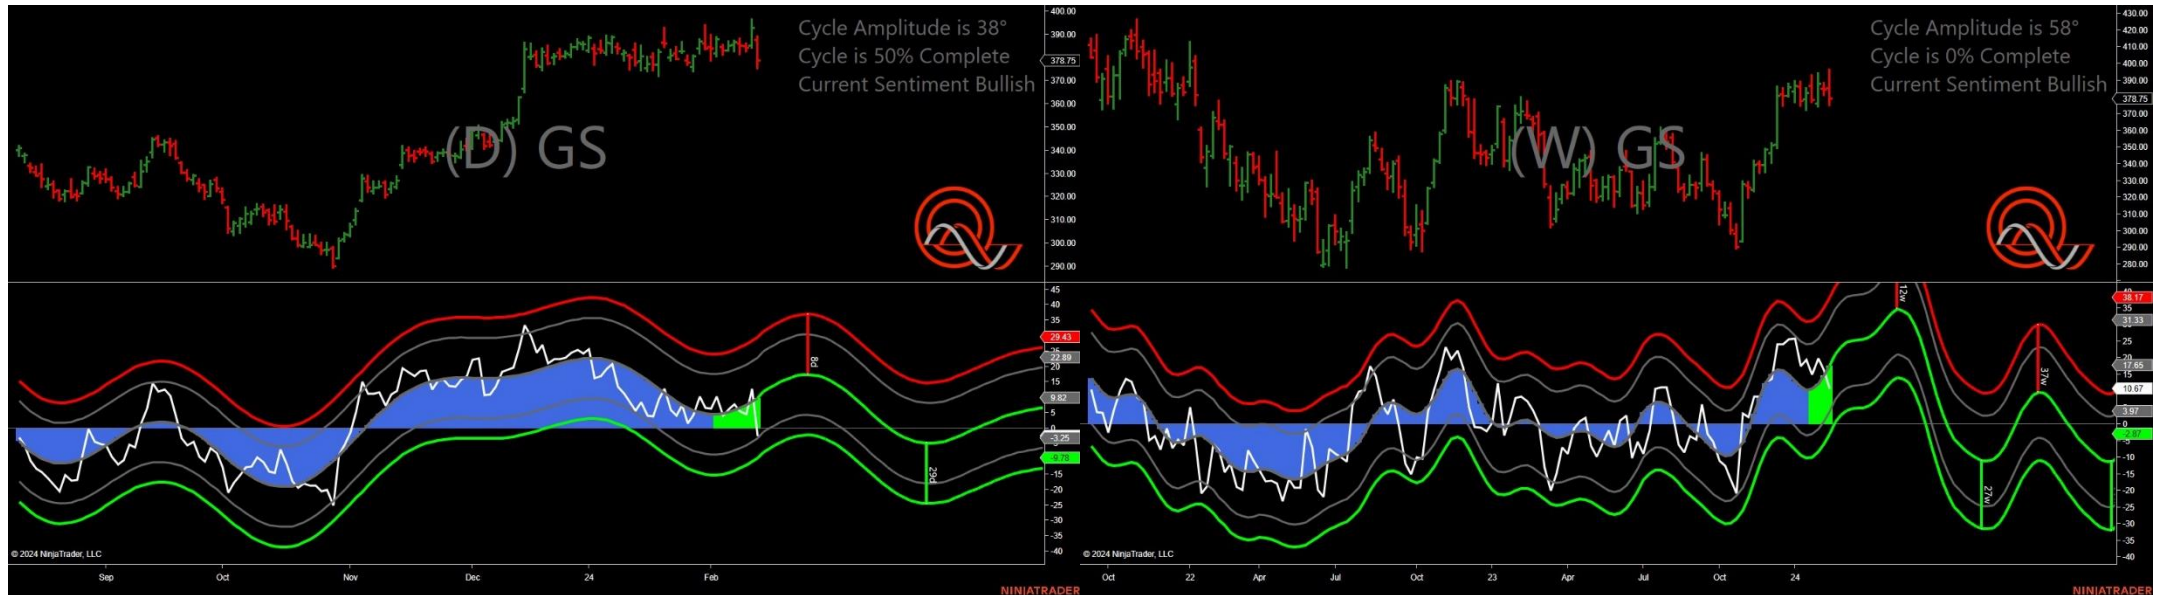 Cycle Amplitude is 38°
Cycle is 50% Complete
Current Sentiment Bullish
(D) GS
400.00
390.00
378.75
370.00
360.00
350.00
340.00
330.00
320.00
310.00
300.00
290.00
45
40
35
29.43
25
22.89
20
15
9.82
5
0
-3.25
-9.78
-15
-20
-25
-30
-35
-40
8d
29d
© 2024 NinjaTrader, LLC
Sep
Oct
Nov
Dec
24
Feb
NINJATRADER
Cycle Amplitude is 58°
Cycle is 0% Complete
Current Sentiment Bullish
(W) GS
430.00
420.00
410.00
400.00
390.00
378.75
370.00
360.00
350.00
340.00
330.00
320.00
310.00
300.00
290.00
280.00
38.17
35
31.33
25
20
17.65
15
10.67
3.97
0
-2.87
-10
-15
-20
-25
-30
-35
-40
12w
27w
37w
© 2024 NinjaTrader, LLC
Oct
22
Apr
Jul
Oct
23
Apr
Jul
Oct
24
NINJATRADER